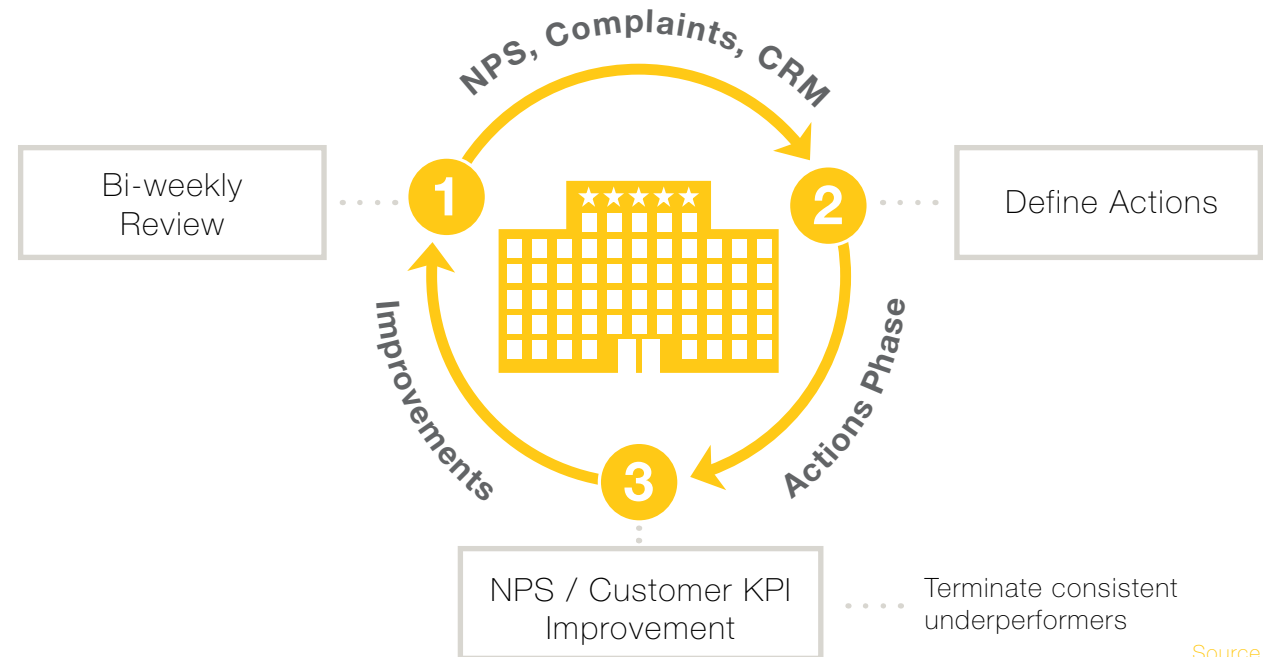 NPS, Complaints, CRM
1
2
Bi-weekly
Review
Define Actions
Improvements
Actions Phase
3
NPS / Customer KPI
Improvement
Terminate consistent
underperformers
Source